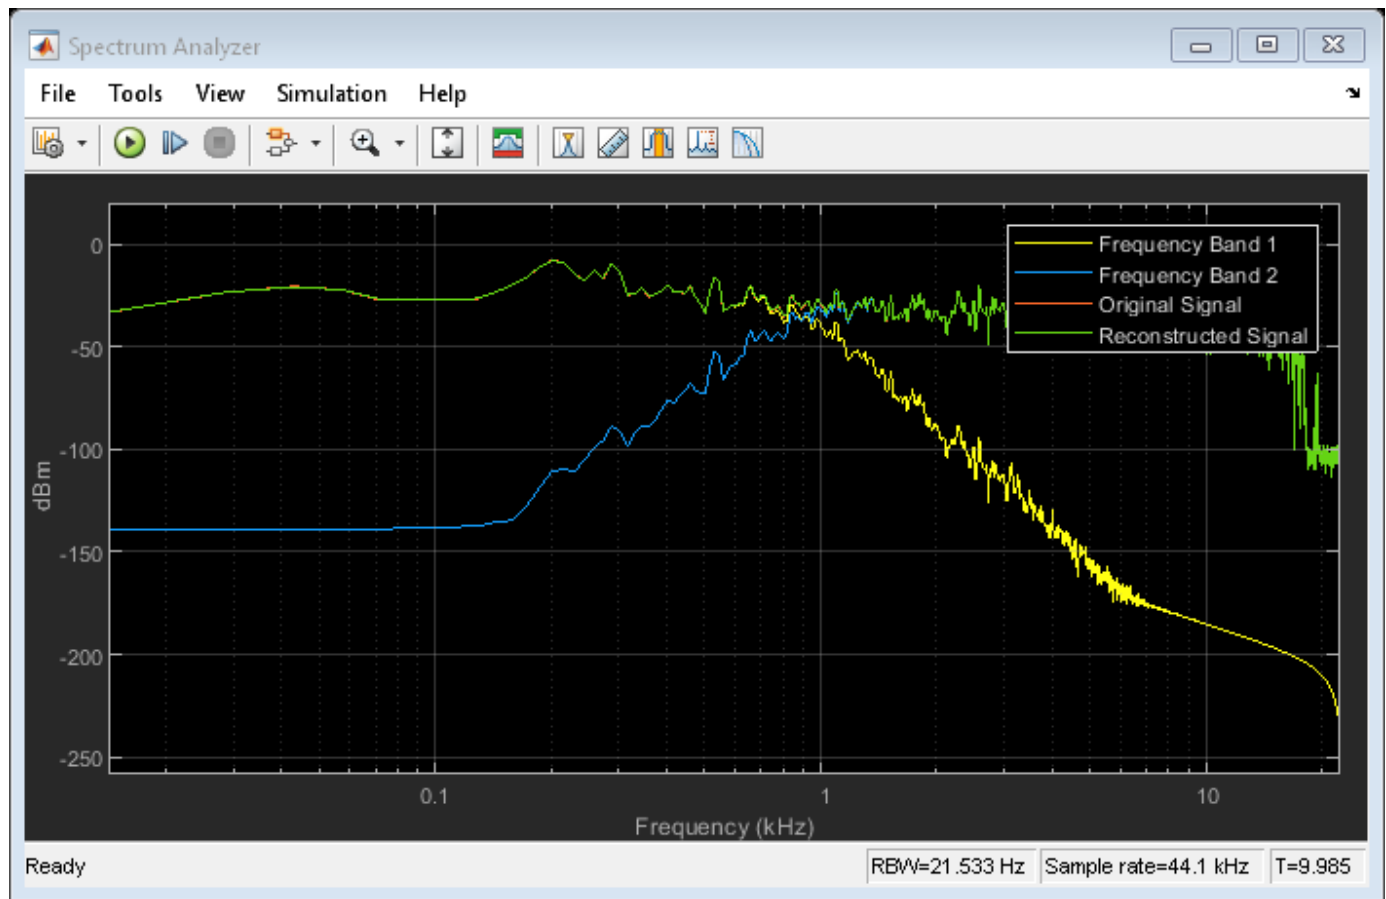 Spectrum Analyzer
File Tools View Simulation Help
Frequency Band 1
Frequency Band 2
Original Signal
Reconstructed Signal
0
-50
-100
-150
-200
-250
dBm
0.1 1 10
Frequency (kHz)
Ready RBW=21.533 Hz Sample rate=44.1 kHz T=9.985